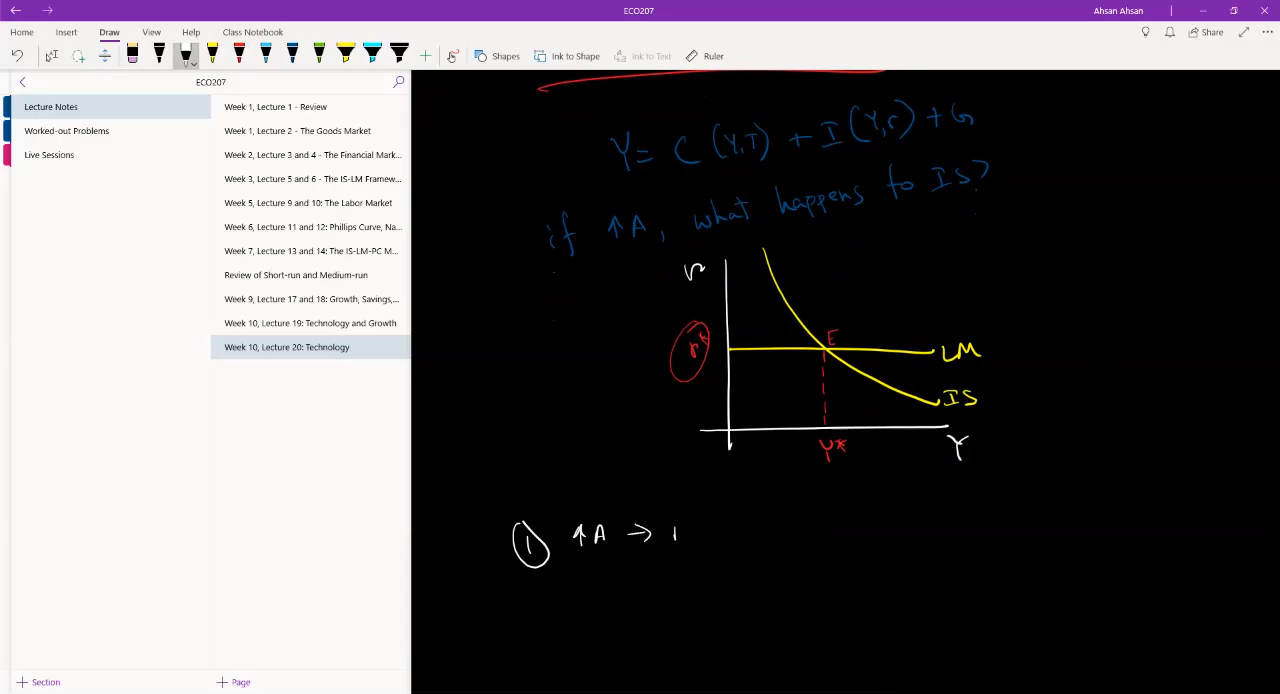 ECO207
Ahsan Ahsan
Home Insert Draw View Help Class Notebook
Share
Shapes Ink to Shape Ink to Text Ruler
ECO207
Lecture Notes
Worked-out Problems
Live Sessions
Week 1, Lecture 1 - Review
Week 1, Lecture 2 - The Goods Market
Week 2, Lecture 3 and 4 - The Financial Mark...
Week 3, Lecture 5 and 6 - The IS-LM Framew...
Week 5, Lecture 9 and 10: The Labor Market
Week 6, Lecture 11 and 12: Phillips Curve, Na...
Week 7, Lecture 13 and 14: The IS-LM-PC M...
Review of Short-run and Medium-run
Week 9, Lecture 17 and 18: Growth, Savings,...
Week 10, Lecture 19: Technology and Growth
Week 10, Lecture 20: Technology
+ Section
+ Page
Y = C (Y,T) + I (Y,r) + G
if ↑A, what happens to IS?
r
r*
E
LM
IS
Y*
Y
① ↑A →